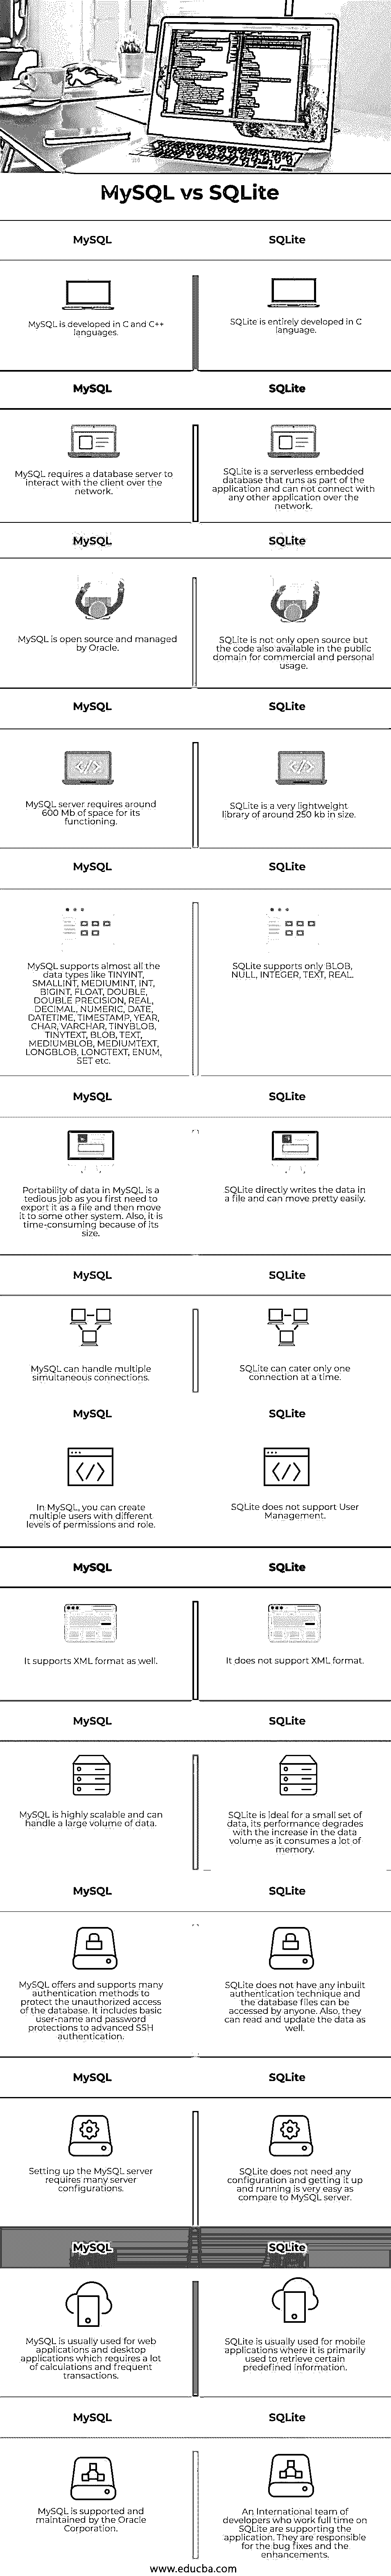 MySQL vs SQLite
MySQL
SQLite
MySQL is developed in C and C++
languages.
SQLite is entirely developed in C
language.
MySQL
SQLite
MySQL requires a database server to
interact with the client over the
network.
SQLite is a serverless embedded
database that runs as part of the
application and can not connect with
any other application over the
network.
MySQL
SQLite
MySQL is open source and managed
by Oracle.
SQLite is not only open source but
the code also available in the public
domain for commercial and personal
usage.
MySQL
SQLite
MySQL server requires around
600 Mb of space for its
functioning.
SQLite is a very lightweight
library of around 250 kb in size.
MySQL
SQLite
MySQL supports almost all the
data types like TINYINT,
SMALLINT, MEDIUMINT, INT,
BIGINT, FLOAT, DOUBLE,
DOUBLE PRECISION, REAL,
DECIMAL, NUMERIC, DATE,
DATETIME, TIMESTAMP, YEAR,
CHAR, VARCHAR, TINYBLOB,
TINYTEXT, BLOB, TEXT,
MEDIUMBLOB, MEDIUMTEXT,
LONGBLOB, LONGTEXT, ENUM,
SET etc.
SQLite supports only BLOB,
NULL, INTEGER, TEXT, REAL.
MySQL
SQLite
Portability of data in MySQL is a
tedious job as you first need to
export it as a file and then move
it to some other system. Also, it is
time-consuming because of its
size.
SQLite directly writes the data in
a file and can move pretty easily.
MySQL
SQLite
MySQL can handle multiple
simultaneous connections.
SQLite can cater only one
connection at a time.
MySQL
SQLite
In MySQL, you can create
multiple users with different
levels of permissions and role.
SQLite does not support User
Management.
MySQL
SQLite
It supports XML format as well.
It does not support XML format.
MySQL
SQLite
MySQL is highly scalable and can
handle a large volume of data.
SQLite is ideal for a small set of
data, its performance degrades
with the increase in the data
volume as it consumes a lot of
memory.
MySQL
SQLite
MySQL offers and supports many
authentication methods to
protect the unauthorized access
of the database. It includes basic
user-name and password
protections to advanced SSH
authentication.
SQLite does not have any inbuilt
authentication technique and
the database files can be
accessed by anyone. Also, they
can read and update the data as
well.
MySQL
SQLite
Setting up the MySQL server
requires many server
configurations.
SQLite does not need any
configuration and getting it up
and running is very easy as
compare to MySQL server.
MySQL
SQLite
MySQL is usually used for web
applications and desktop
applications which requires a lot
of calculations and frequent
transactions.
SQLite is usually used for mobile
applications where it is primarily
used to retrieve certain
predefined information.
MySQL
SQLite
MySQL is supported and
maintained by the Oracle
Corporation.
An International team of
developers who work full time on
SQLite are supporting the
application. They are responsible
for the bug fixes and the
enhancements.
www.educba.com